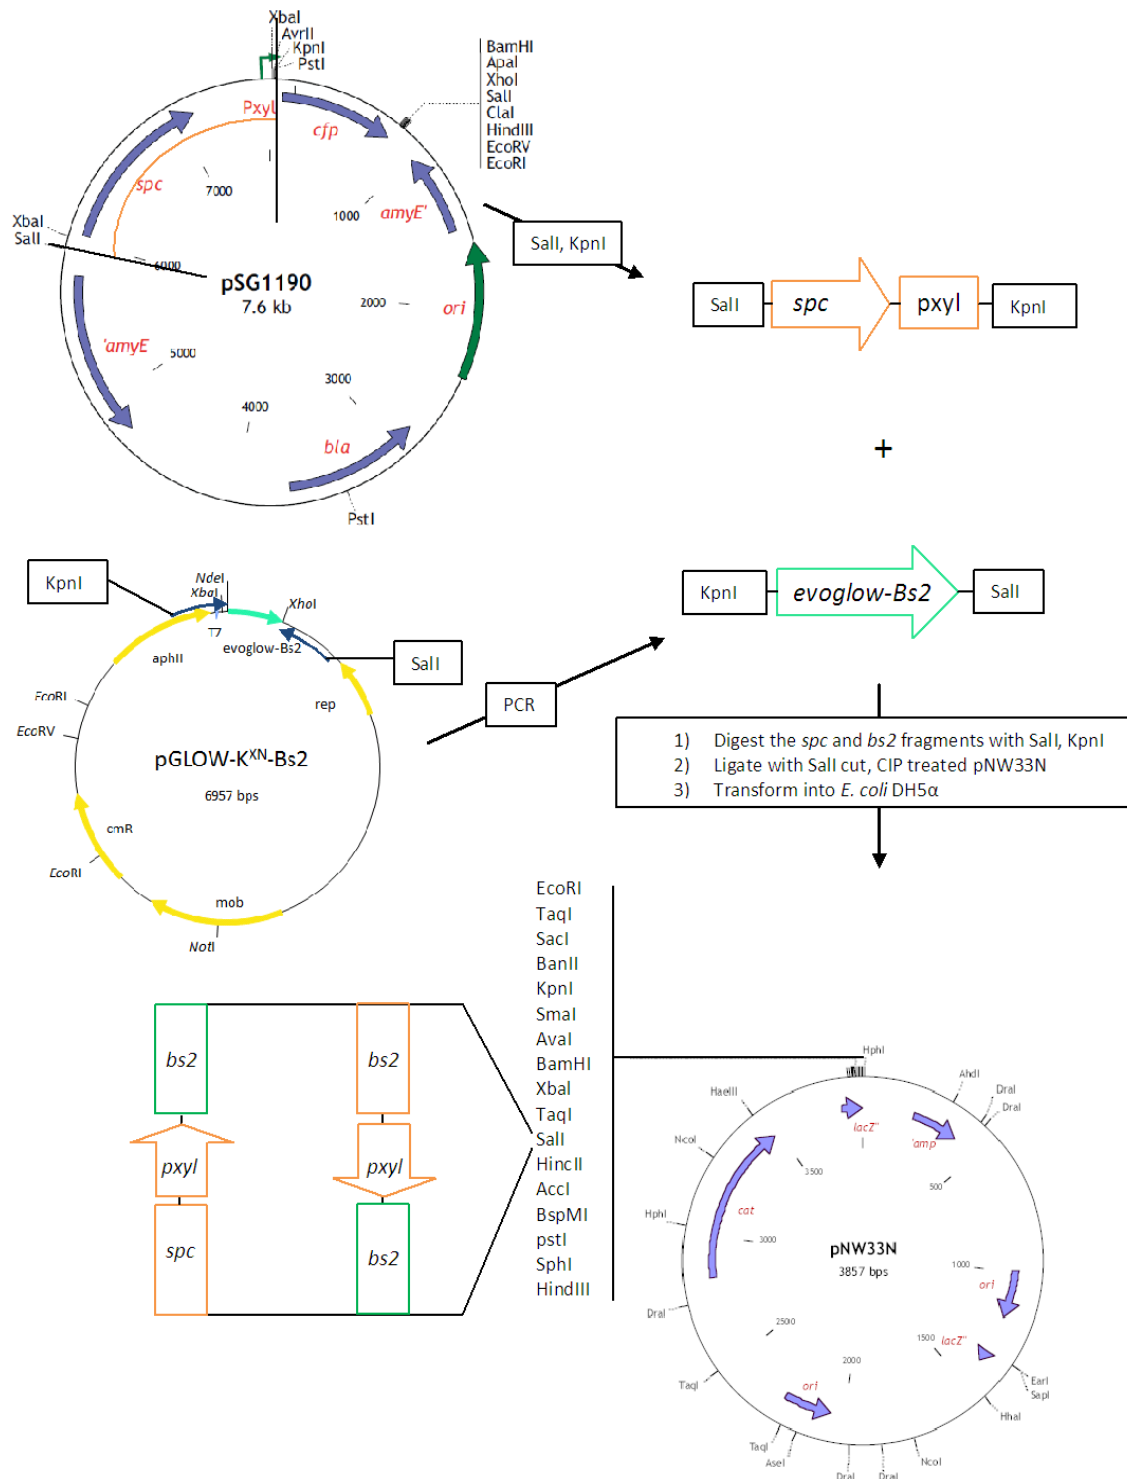 XbaI
AvrII
KpnI
PstI
BamHI
ApaI
XhoI
SalI
ClaI
HindIII
EcoRV
EcoRI
Pxyl
cfp
spc
7000
1000
amyE'
XbaI
SalI
6000
pSG1190
7.6 kb
2000
ori
'amyE
5000
3000
4000
bla
PstI
SalI, KpnI
SalI
spc
pxyl
KpnI
+
KpnI
NdeI
XbaI
XhoI
T7
evoglow-Bs2
aphII
SalI
rep
EcoRI
EcoRV
pGLOW-KXN-Bs2
6957 bps
cmR
EcoRI
mob
NotI
PCR
KpnI
evoglow-Bs2
SalI
1) Digest the spc and bs2 fragments with SalI, KpnI
2) Ligate with SalI cut, CIP treated pNW33N
3) Transform into E. coli DH5α
EcoRI
TaqI
SacI
BanII
KpnI
SmaI
AvaI
BamHI
XbaI
TaqI
SalI
HincII
AccI
BspMI
pstI
SphI
HindIII
bs2
pxyl
spc
bs2
pxyl
bs2
HphI
AhdI
DraI
DraI
HaeIII
lacZ''
'amp
NcoI
3500
500
cat
HphI
3000
pNW33N
3857 bps
1000
ori
DraI
2500
1500
lacZ''
2000
EarI
SapI
TaqI
ori
HhaI
TaqI
AseI
NcoI
DraI
DraI